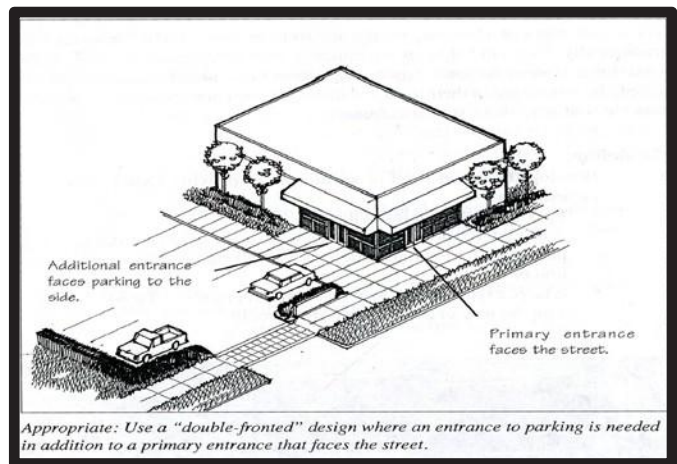 Additional entrance
faces parking to the
side.
Primary entrance
faces the street.
Appropriate: Use a “double-fronted” design where an entrance to parking is needed
in addition to a primary entrance that faces the street.